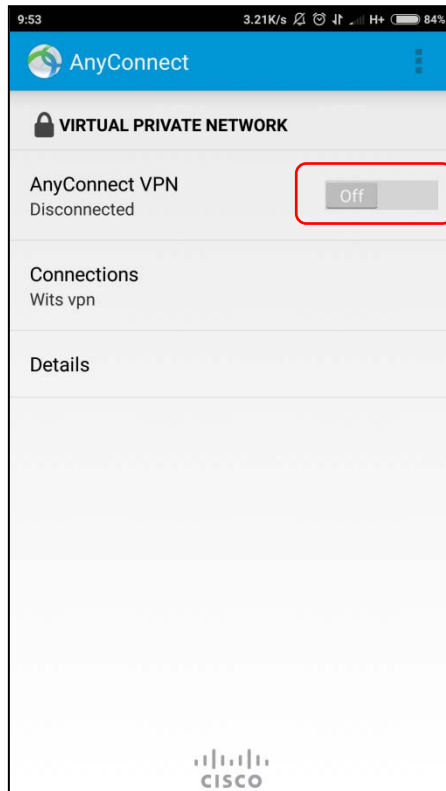 9:53 3.21K/s H+ 84%
AnyConnect
VIRTUAL PRIVATE NETWORK
AnyConnect VPN
Disconnected
Off
Connections
Wits vpn
Details
CISCO